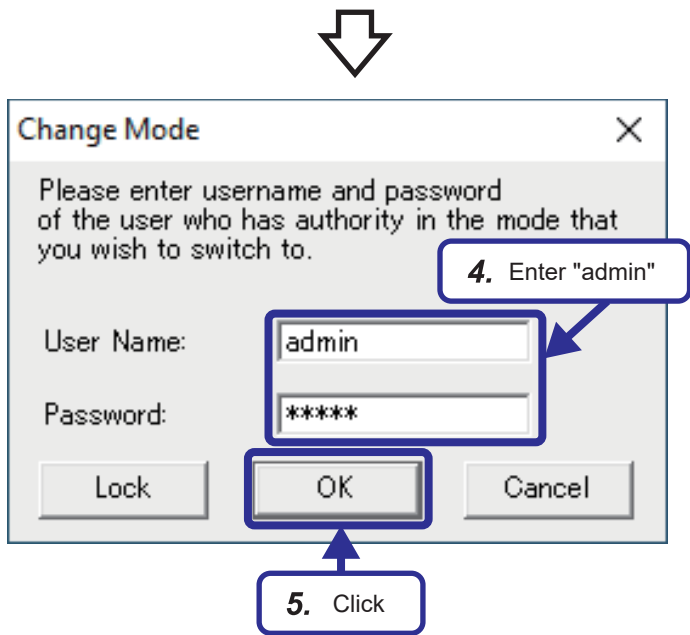 Change Mode
Please enter username and password
of the user who has authority in the mode that
you wish to switch to.
4. Enter "admin"
User Name:
admin
Password:
*****
Lock
OK
Cancel
5. Click